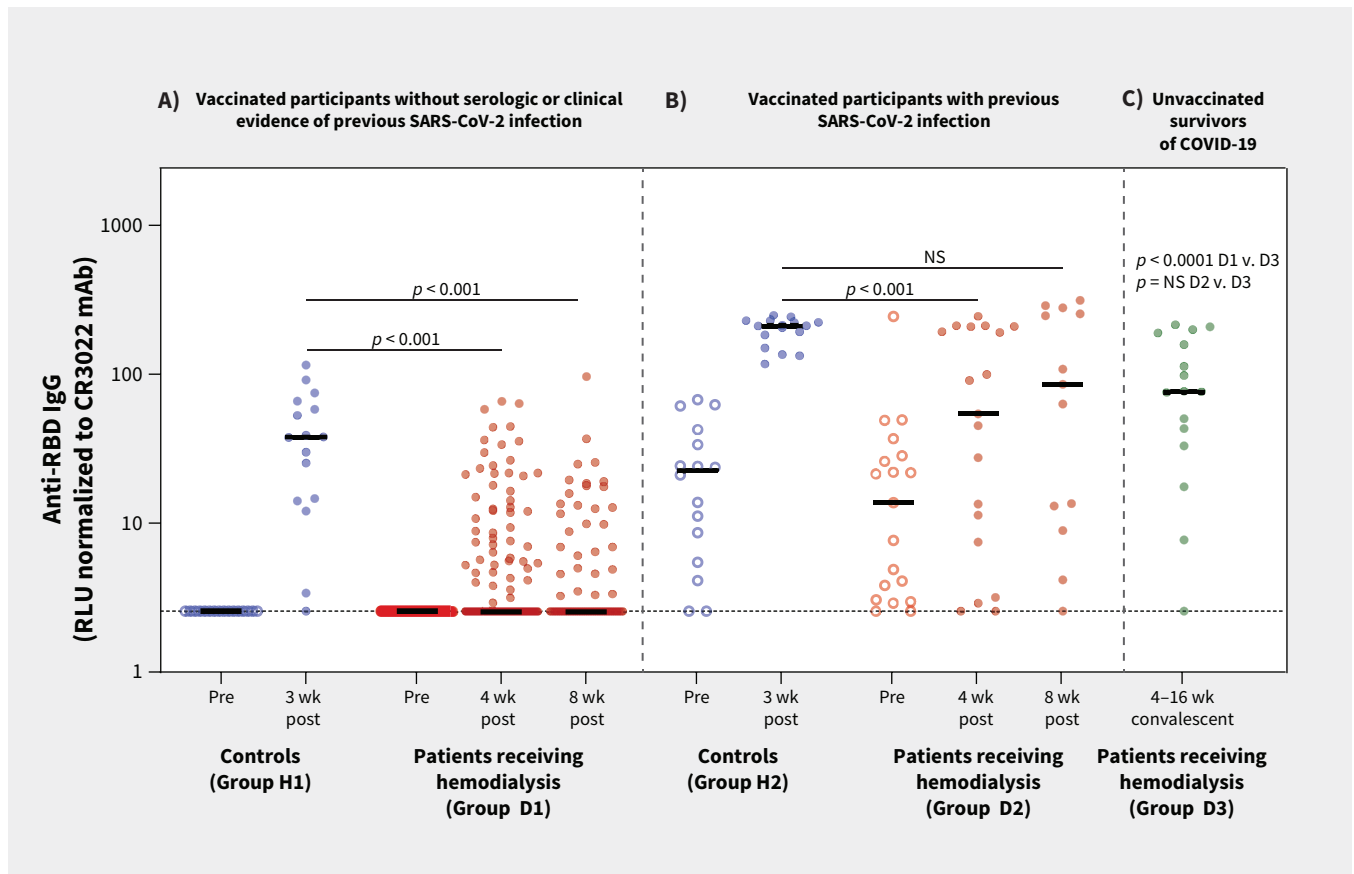 A) Vaccinated participants without serologic or clinical
evidence of previous SARS-CoV-2 infection
B) Vaccinated participants with previous
SARS-CoV-2 infection
C) Unvaccinated
survivors
of COVID-19
Anti-RBD IgG
(RLU normalized to CR3022 mAb)
1000
100
10
1
p < 0.001
p < 0.001
NS
p < 0.001
p < 0.0001 D1 v. D3
p = NS D2 v. D3
Pre
3 wk
post
Pre
4 wk
post
8 wk
post
Pre
3 wk
post
Pre
4 wk
post
8 wk
post
4–16 wk
convalescent
Controls
(Group H1)
Patients receiving
hemodialysis
(Group D1)
Controls
(Group H2)
Patients receiving
hemodialysis
(Group D2)
Patients receiving
hemodialysis
(Group D3)